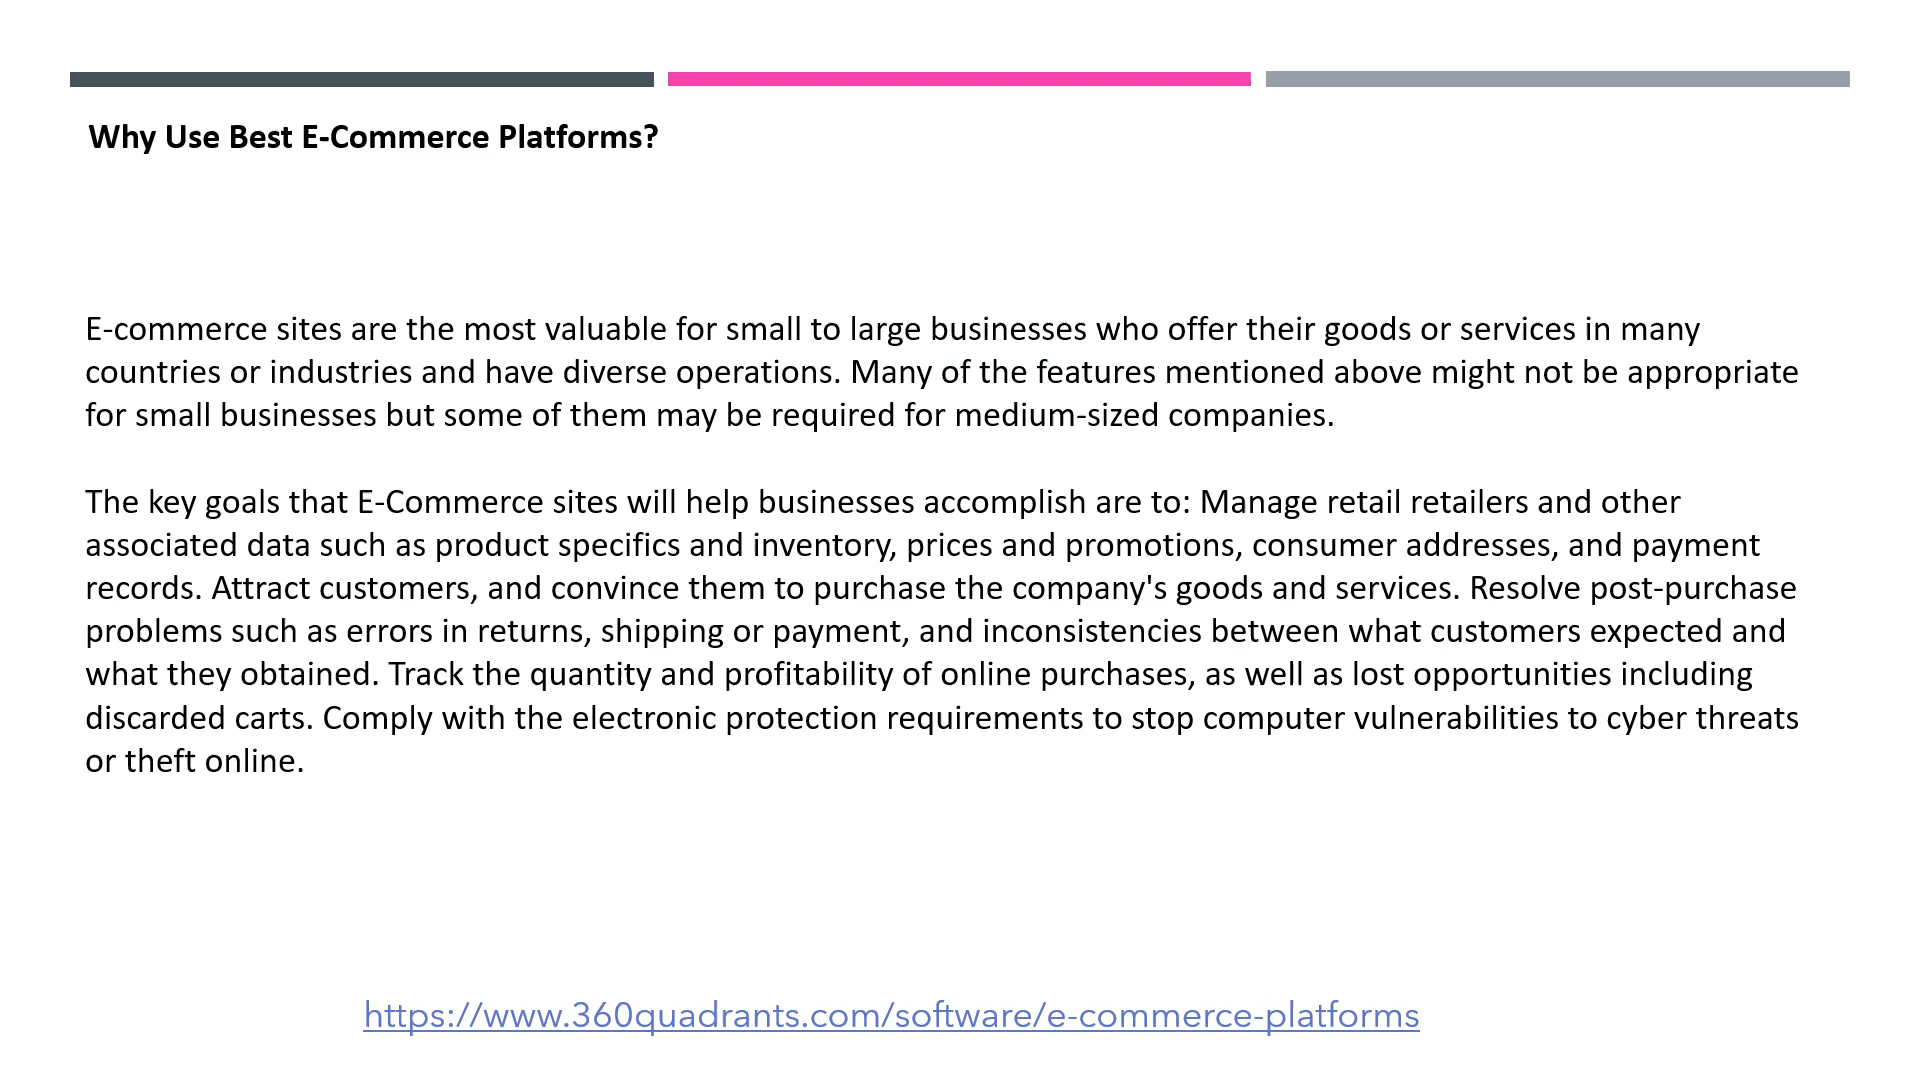 Why Use Best E-Commerce Platforms?
E-commerce sites are the most valuable for small to large businesses who offer their goods or services in many
countries or industries and have diverse operations. Many of the features mentioned above might not be appropriate
for small businesses but some of them may be required for medium-sized companies.
The key goals that E-Commerce sites will help businesses accomplish are to: Manage retail retailers and other
associated data such as product specifics and inventory, prices and promotions, consumer addresses, and payment
records. Attract customers, and convince them to purchase the company's goods and services. Resolve post-purchase
problems such as errors in returns, shipping or payment, and inconsistencies between what customers expected and
what they obtained. Track the quantity and profitability of online purchases, as well as lost opportunities including
discarded carts. Comply with the electronic protection requirements to stop computer vulnerabilities to cyber threats
or theft online.
https://www.360quadrants.com/software/e-commerce-platforms